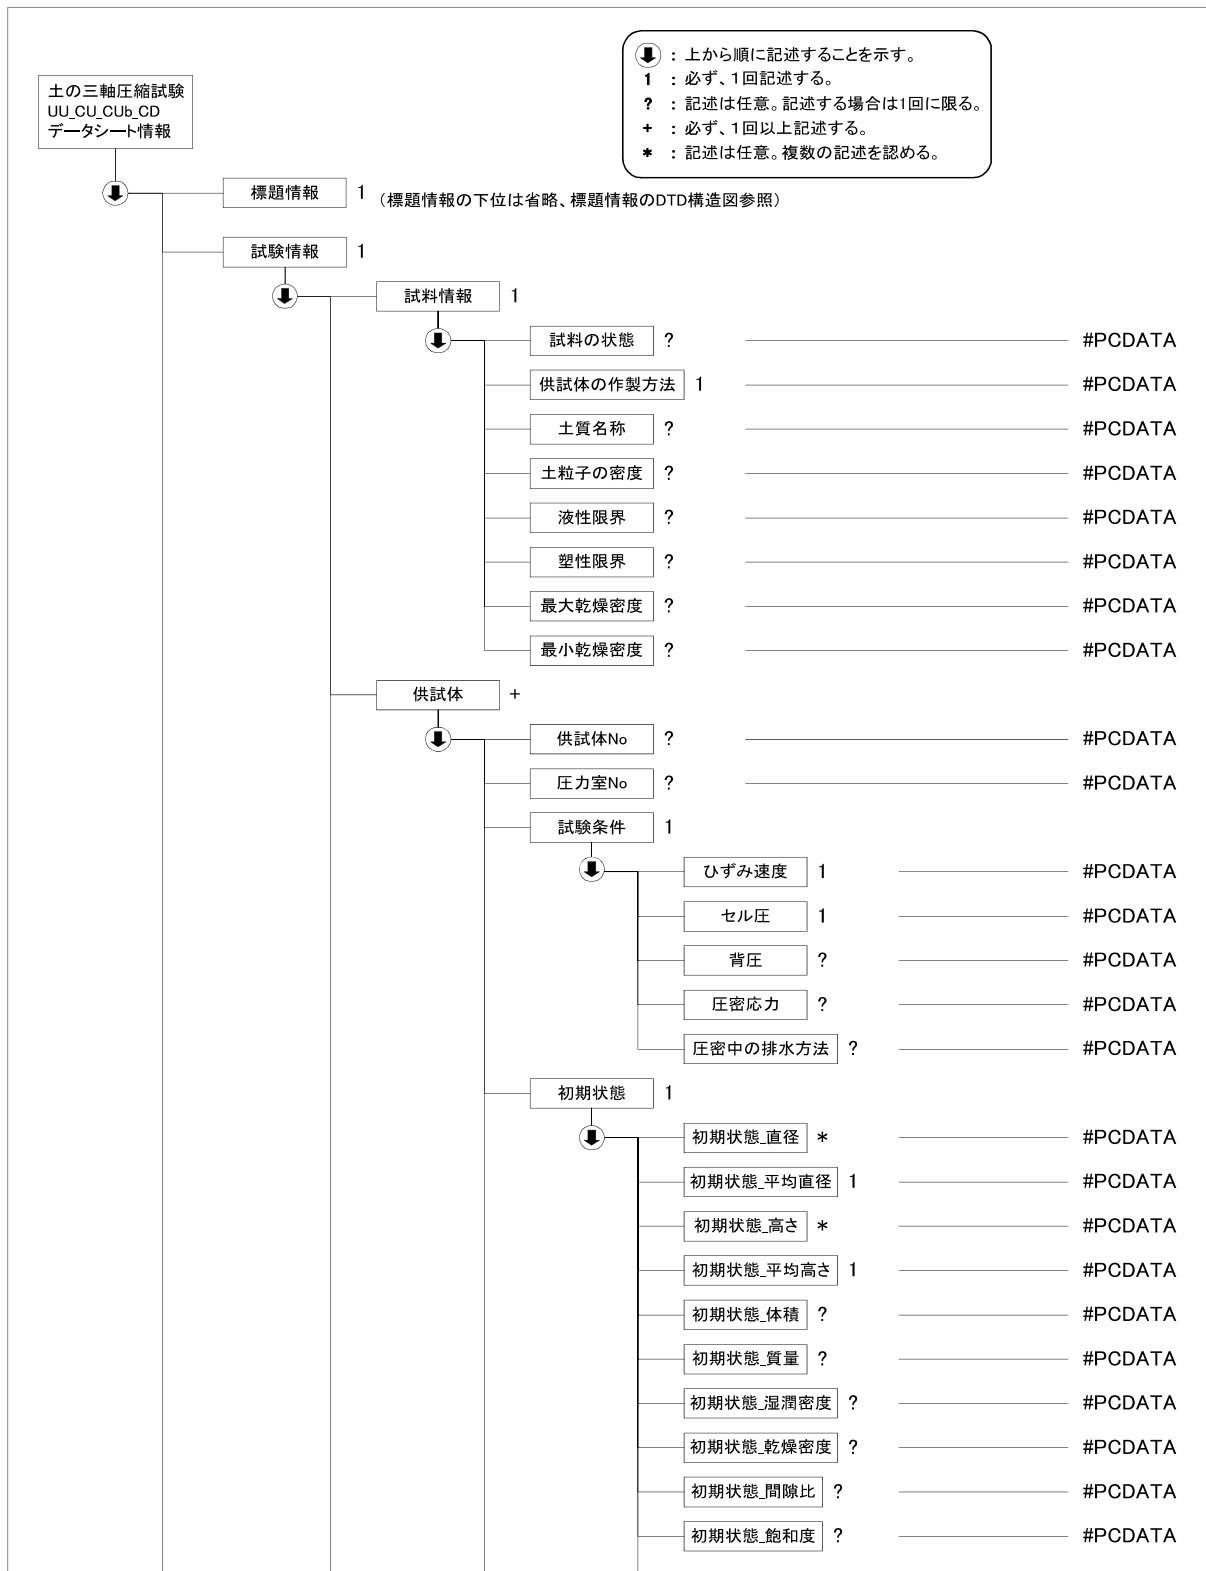 ⬇ : 上から順に記述することを示す。
1 : 必ず、1回記述する。
? : 記述は任意。記述する場合は1回に限る。
+ : 必ず、1回以上記述する。
* : 記述は任意。複数の記述を認める。
土の三軸圧縮試験
UU_CU_CUb_CD
データシート情報
標題情報 1 (標題情報の下位は省略、標題情報のDTD構造図参照)
試験情報 1
試料情報 1
試料の状態 ? #PCDATA
供試体の作製方法 1 #PCDATA
土質名称 ? #PCDATA
土粒子の密度 ? #PCDATA
液性限界 ? #PCDATA
塑性限界 ? #PCDATA
最大乾燥密度 ? #PCDATA
最小乾燥密度 ? #PCDATA
供試体 +
供試体No ? #PCDATA
圧力室No ? #PCDATA
試験条件 1
ひずみ速度 1 #PCDATA
セル圧 1 #PCDATA
背圧 ? #PCDATA
圧密応力 ? #PCDATA
圧密中の排水方法 ? #PCDATA
初期状態 1
初期状態_直径 * #PCDATA
初期状態_平均直径 1 #PCDATA
初期状態_高さ * #PCDATA
初期状態_平均高さ 1 #PCDATA
初期状態_体積 ? #PCDATA
初期状態_質量 ? #PCDATA
初期状態_湿潤密度 ? #PCDATA
初期状態_乾燥密度 ? #PCDATA
初期状態_間隙比 ? #PCDATA
初期状態_飽和度 ? #PCDATA